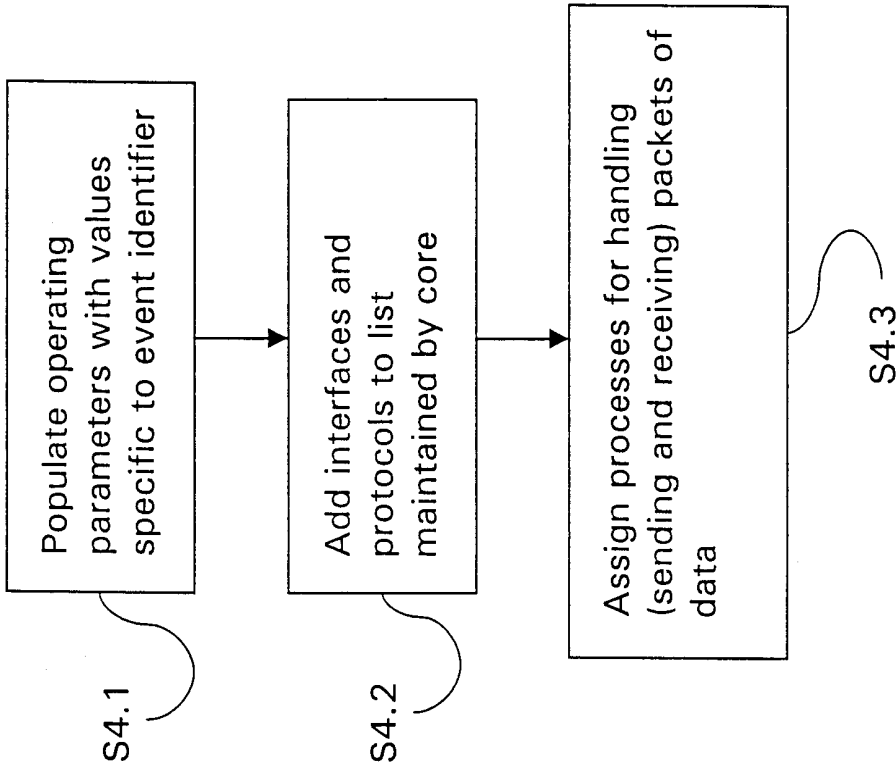 S4.1
Populate operating
parameters with values
specific to event identifier
S4.2
Add interfaces and
protocols to list
maintained by core
Assign processes for handling
(sending and receiving) packets of
data
S4.3